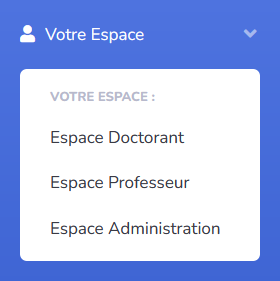 Votre Espace
VOTRE ESPACE :
Espace Doctorant
Espace Professeur
Espace Administration